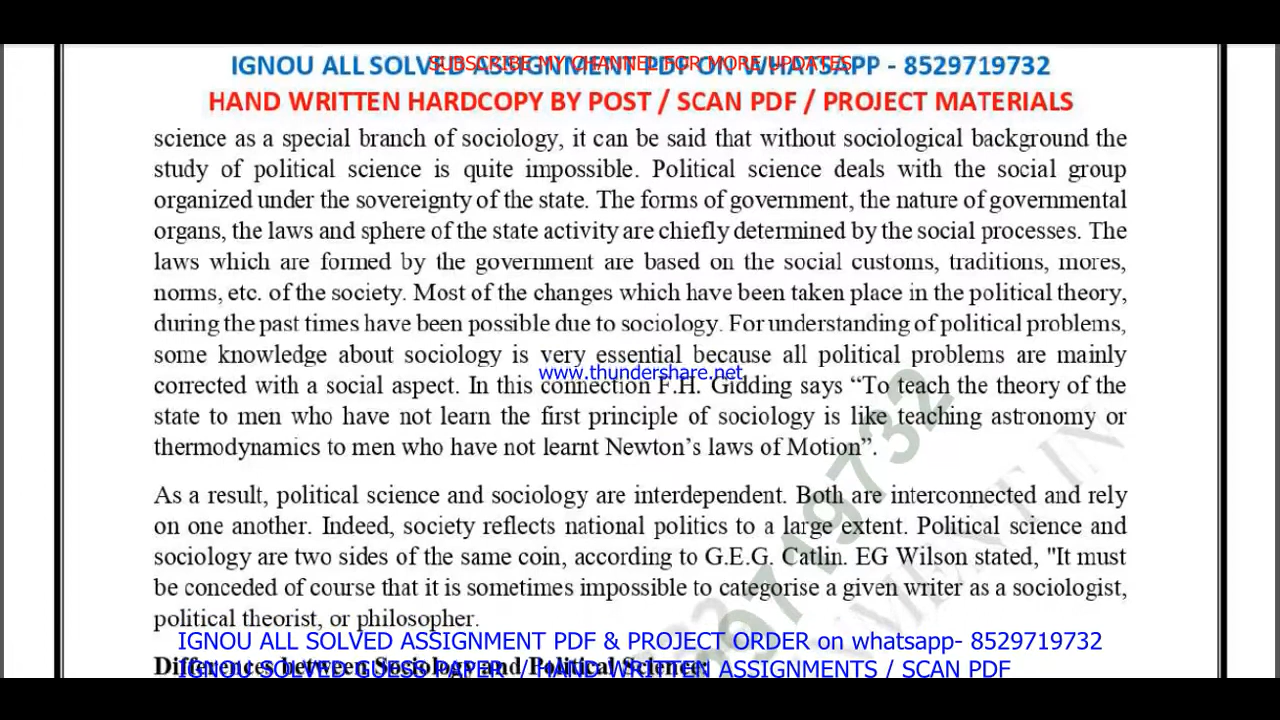 IGNOU ALL SOLVED ASSIGNMENT PDF ON WHATSAPP - 8529719732
SUBSCRIBE MY CHANNEL FOR MORE UPDATES
HAND WRITTEN HARDCOPY BY POST / SCAN PDF / PROJECT MATERIALS
science as a special branch of sociology, it can be said that without sociological background the
study of political science is quite impossible. Political science deals with the social group
organized under the sovereignty of the state. The forms of government, the nature of governmental
organs, the laws and sphere of the state activity are chiefly determined by the social processes. The
laws which are formed by the government are based on the social customs, traditions, mores,
norms, etc. of the society. Most of the changes which have been taken place in the political theory,
during the past times have been possible due to sociology. For understanding of political problems,
some knowledge about sociology is very essential because all political problems are mainly
www.thundershare.net
corrected with a social aspect. In this connection F.H. Gidding says “To teach the theory of the
state to men who have not learn the first principle of sociology is like teaching astronomy or
thermodynamics to men who have not learnt Newton’s laws of Motion”.
As a result, political science and sociology are interdependent. Both are interconnected and rely
on one another. Indeed, society reflects national politics to a large extent. Political science and
sociology are two sides of the same coin, according to G.E.G. Catlin. EG Wilson stated, "It must
be conceded of course that it is sometimes impossible to categorise a given writer as a sociologist,
political theorist, or philosopher.
IGNOU ALL SOLVED ASSIGNMENT PDF & PROJECT ORDER on whatsapp- 8529719732
Differences between Sociology and Political Science:
IGNOU SOLVED GUESS PAPER / HAND WRITTEN ASSIGNMENTS / SCAN PDF